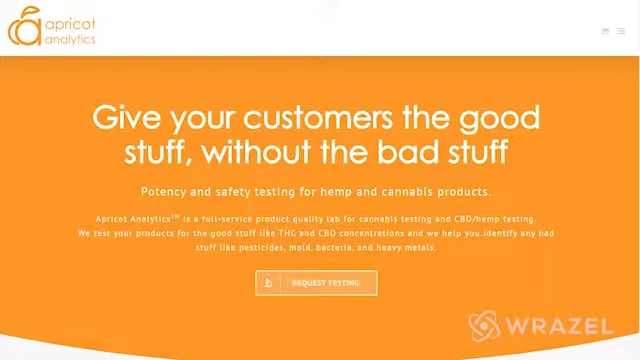 apricot
analytics
Give your customers the good
stuff, without the bad stuff
Potency and safety testing for hemp and cannabis products.
Apricot Analytics™ is a full-service product quality lab for cannabis testing and CBD/hemp testing.
We test your products for the good stuff like THC and CBD concentrations and we help you identify any bad
stuff like pesticides, mold, bacteria, and heavy metals.
REQUEST TESTING
WRAZEL